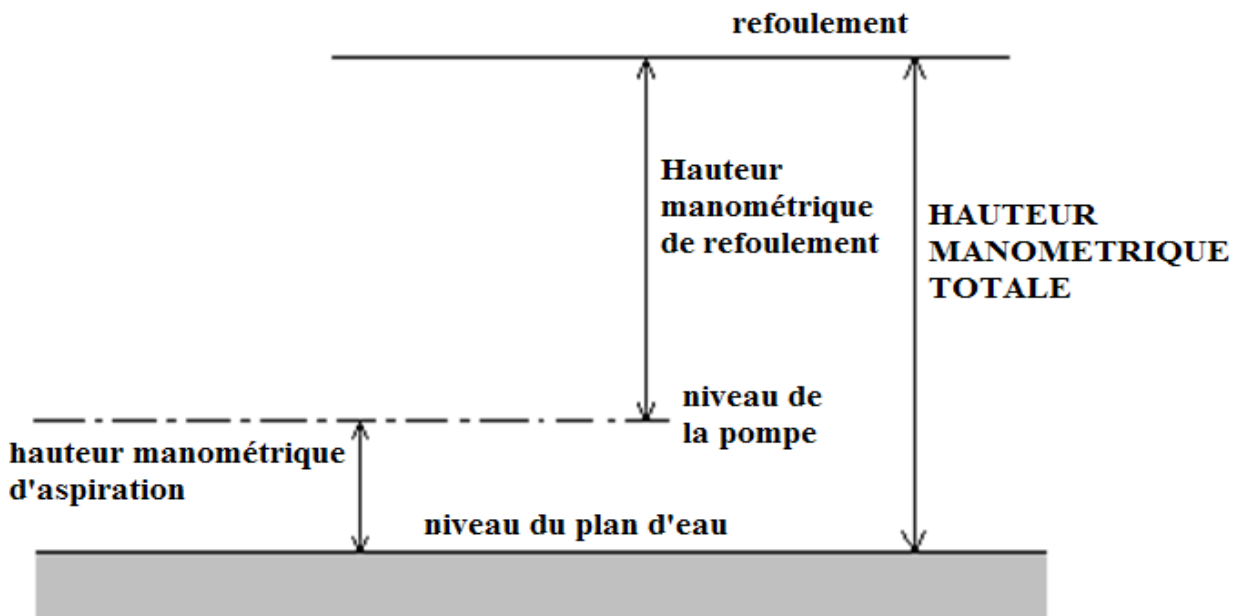 refoulement
Hauteur
manométrique
de refoulement
HAUTEUR
MANOMETRIQUE
TOTALE
niveau de
la pompe
hauteur manométrique
d'aspiration
niveau du plan d'eau